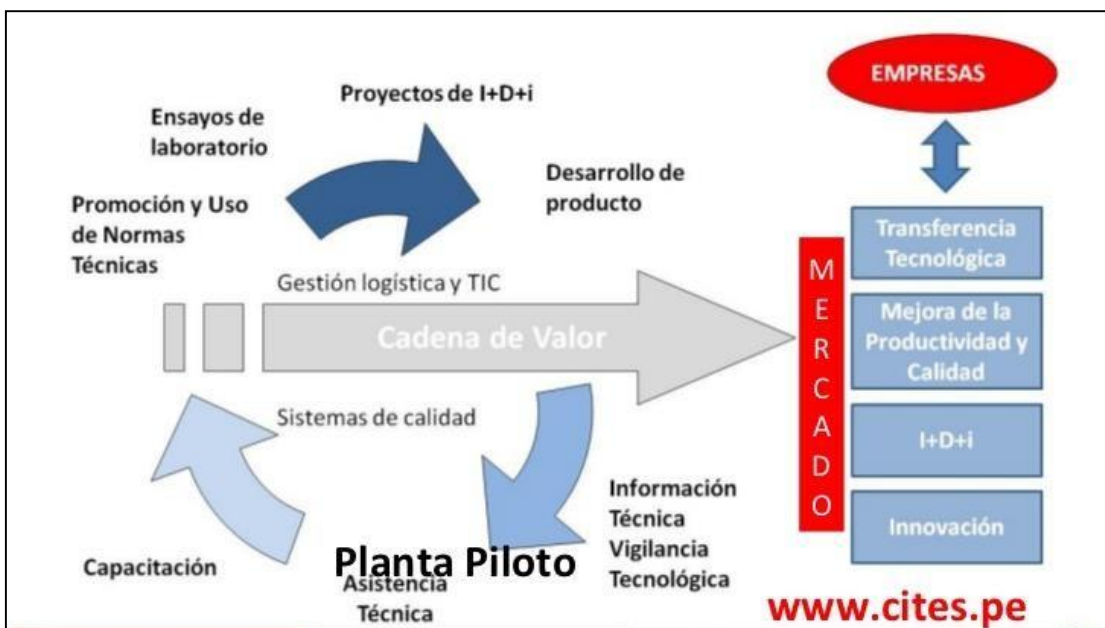 EMPRESAS
Proyectos de I+D+i
Ensayos de
laboratorio
Desarrollo de
producto
Promoción y Uso
de Normas
Técnicas
Gestión logística y TIC
Cadena de Valor
Sistemas de calidad
Capacitación
Planta Piloto
Asistencia
Técnica
Información
Técnica
Vigilancia
Tecnológica
MERCADO
Transferencia
Tecnológica
Mejora de la
Productividad y
Calidad
I+D+i
Innovación
www.cites.pe